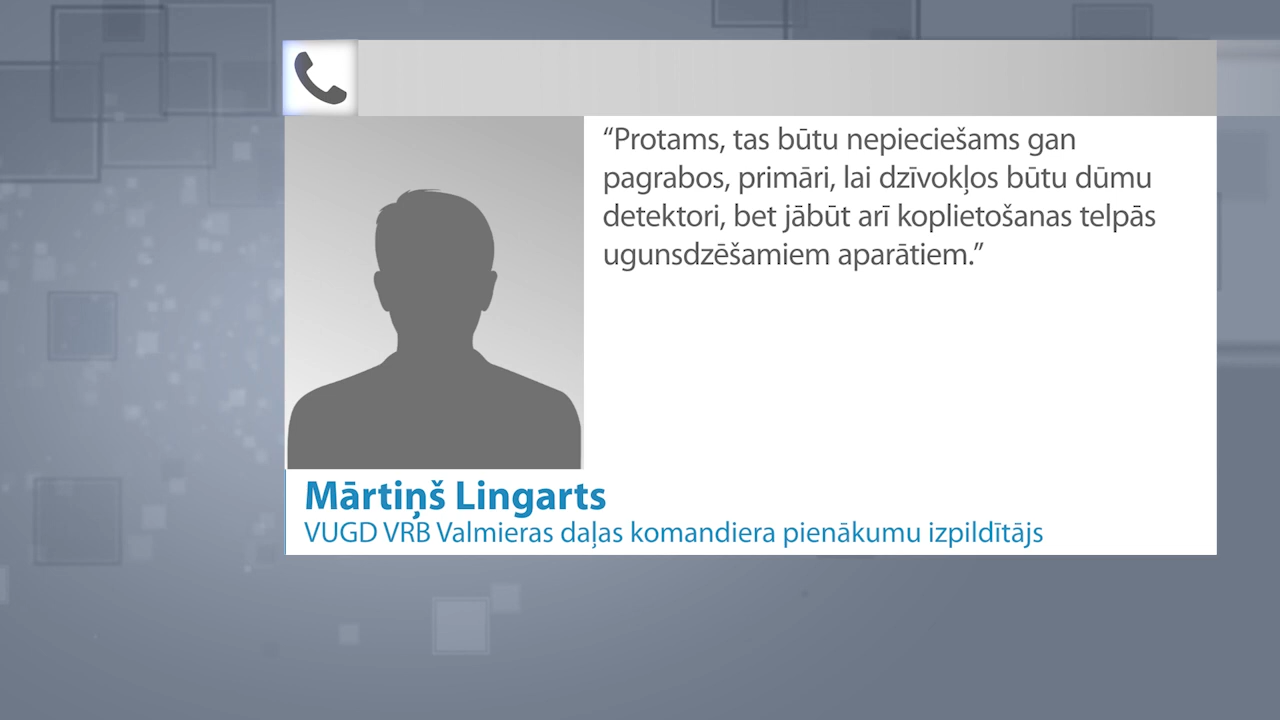 “Protams, tas būtu nepieciešams gan
pagrabos, primāri, lai dzīvokļos būtu dūmu
detektori, bet jābūt arī koplietošanas telpās
ugunsdzēšamiem aparātiem.”
Mārtiņš Lingarts
VUGD VRB Valmieras daļas komandiera pienākumu izpildītājs